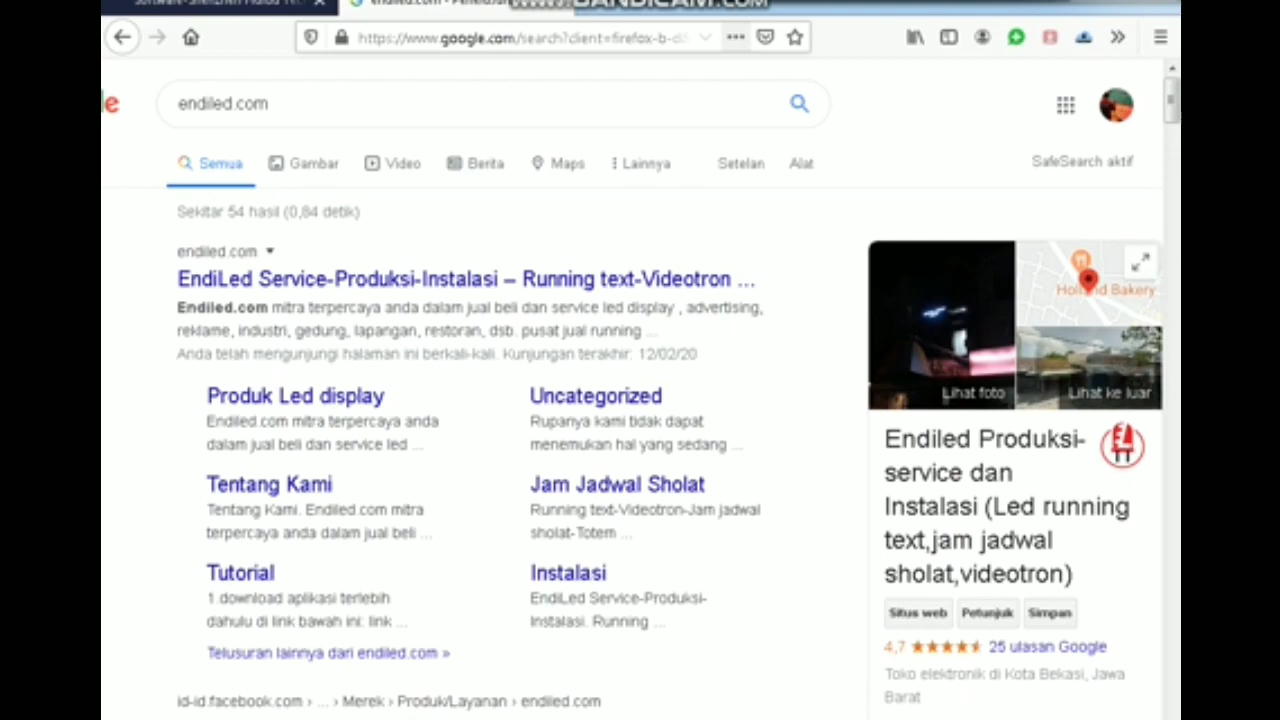 endiled.com
https://www.google.com/search?client=firefox-b-d
e
endiled.com
Semua Gambar Video Berita Maps Lainnya Setelan Alat
SafeSearch aktif
Sekitar 54 hasil (0,84 detik)
endiled.com
EndiLed Service-Produksi-Instalasi – Running text-Videotron ...
Endiled.com mitra terpercaya anda dalam jual beli dan service led display , advertising,
reklame, industri, gedung, lapangan, restoran, dsb. pusat jual running ...
Anda telah mengunjungi halaman ini berkali-kali. Kunjungan terakhir: 12/02/20
Produk Led display
Endiled.com mitra terpercaya anda
dalam jual beli dan service led ...
Uncategorized
Rupanya kami tidak dapat
menemukan hal yang sedang ...
Tentang Kami
Tentang Kami. Endiled.com mitra
terpercaya anda dalam jual beli ...
Jam Jadwal Sholat
Running text-Videotron-Jam jadwal
sholat-Totem ...
Tutorial
1.download aplikasi terlebih
dahulu di link bawah ini: link ...
Instalasi
EndiLed Service-Produksi-
Instalasi. Running ...
Telusuran lainnya dari endiled.com »
id-id.facebook.com › ... › Merek › Produk/Layanan › endiled.com
Holland Bakery
Lihat foto
Lihat ke luar
Endiled Produksi-
service dan
Instalasi (Led running
text,jam jadwal
sholat,videotron)
Situs web Petunjuk Simpan
4,7 25 ulasan Google
Toko elektronik di Kota Bekasi, Jawa
Barat